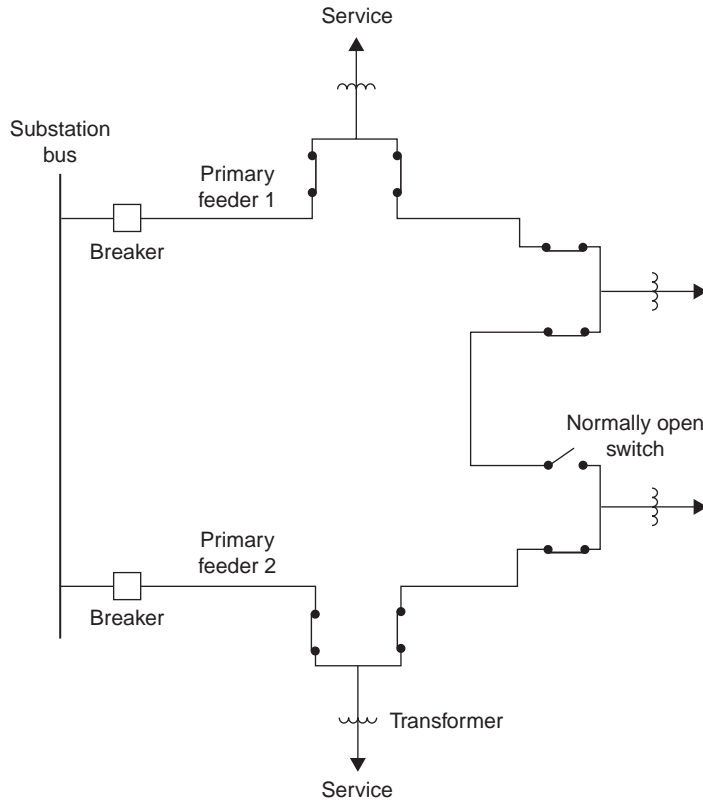 Service
Substation
bus
Primary
feeder 1
Breaker
Normally open
switch
Primary
feeder 2
Breaker
Transformer
Service